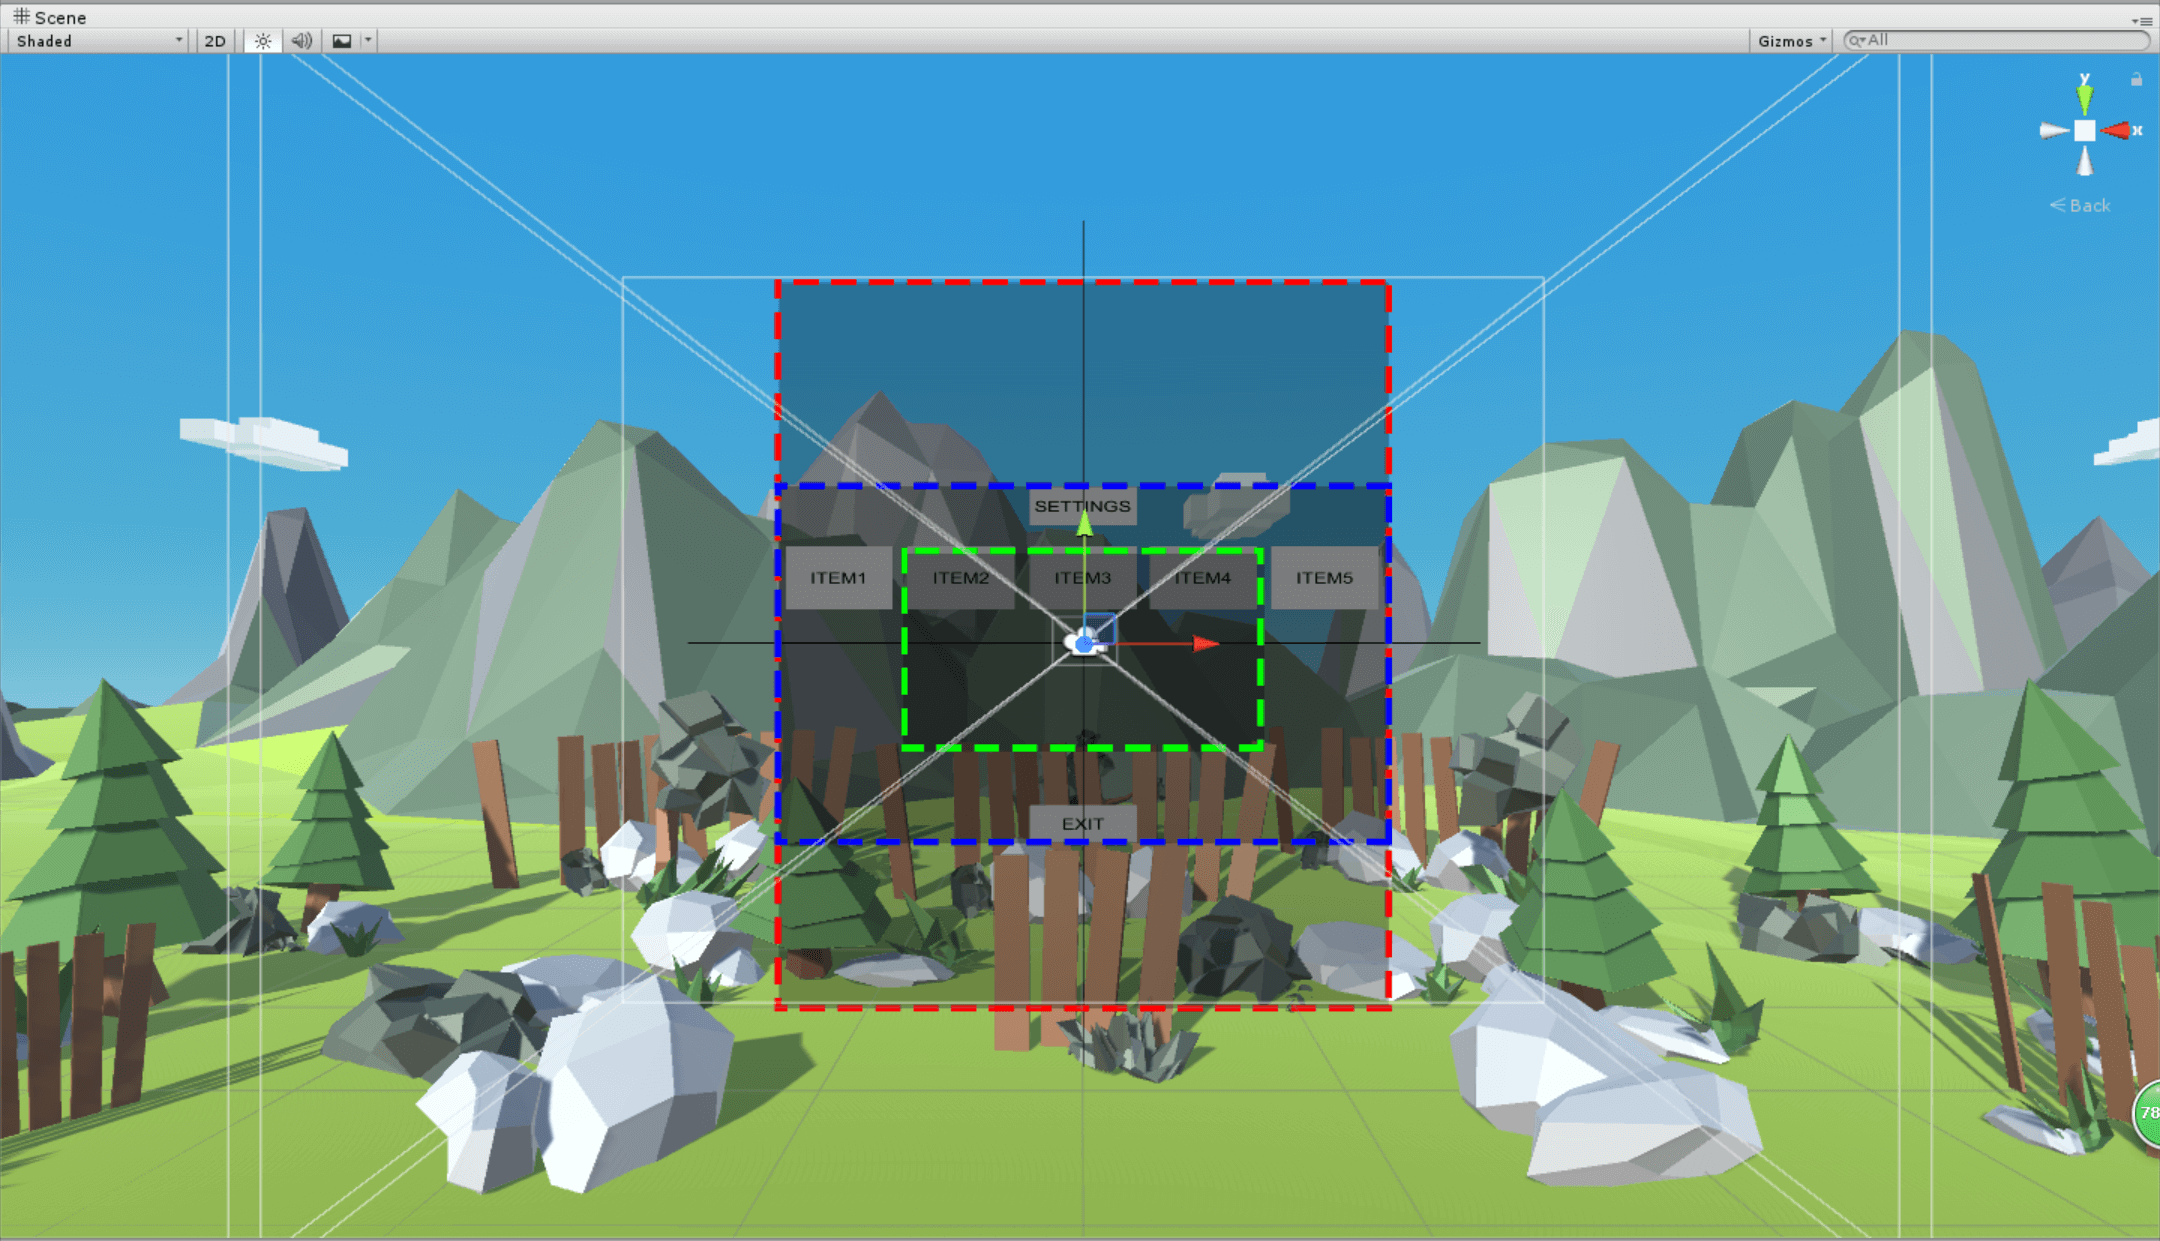 Scene
Shaded 2D Gizmos All
y
x
Back
SETTINGS
ITEM1 ITEM2 ITEM3 ITEM4 ITEM5
EXIT
78